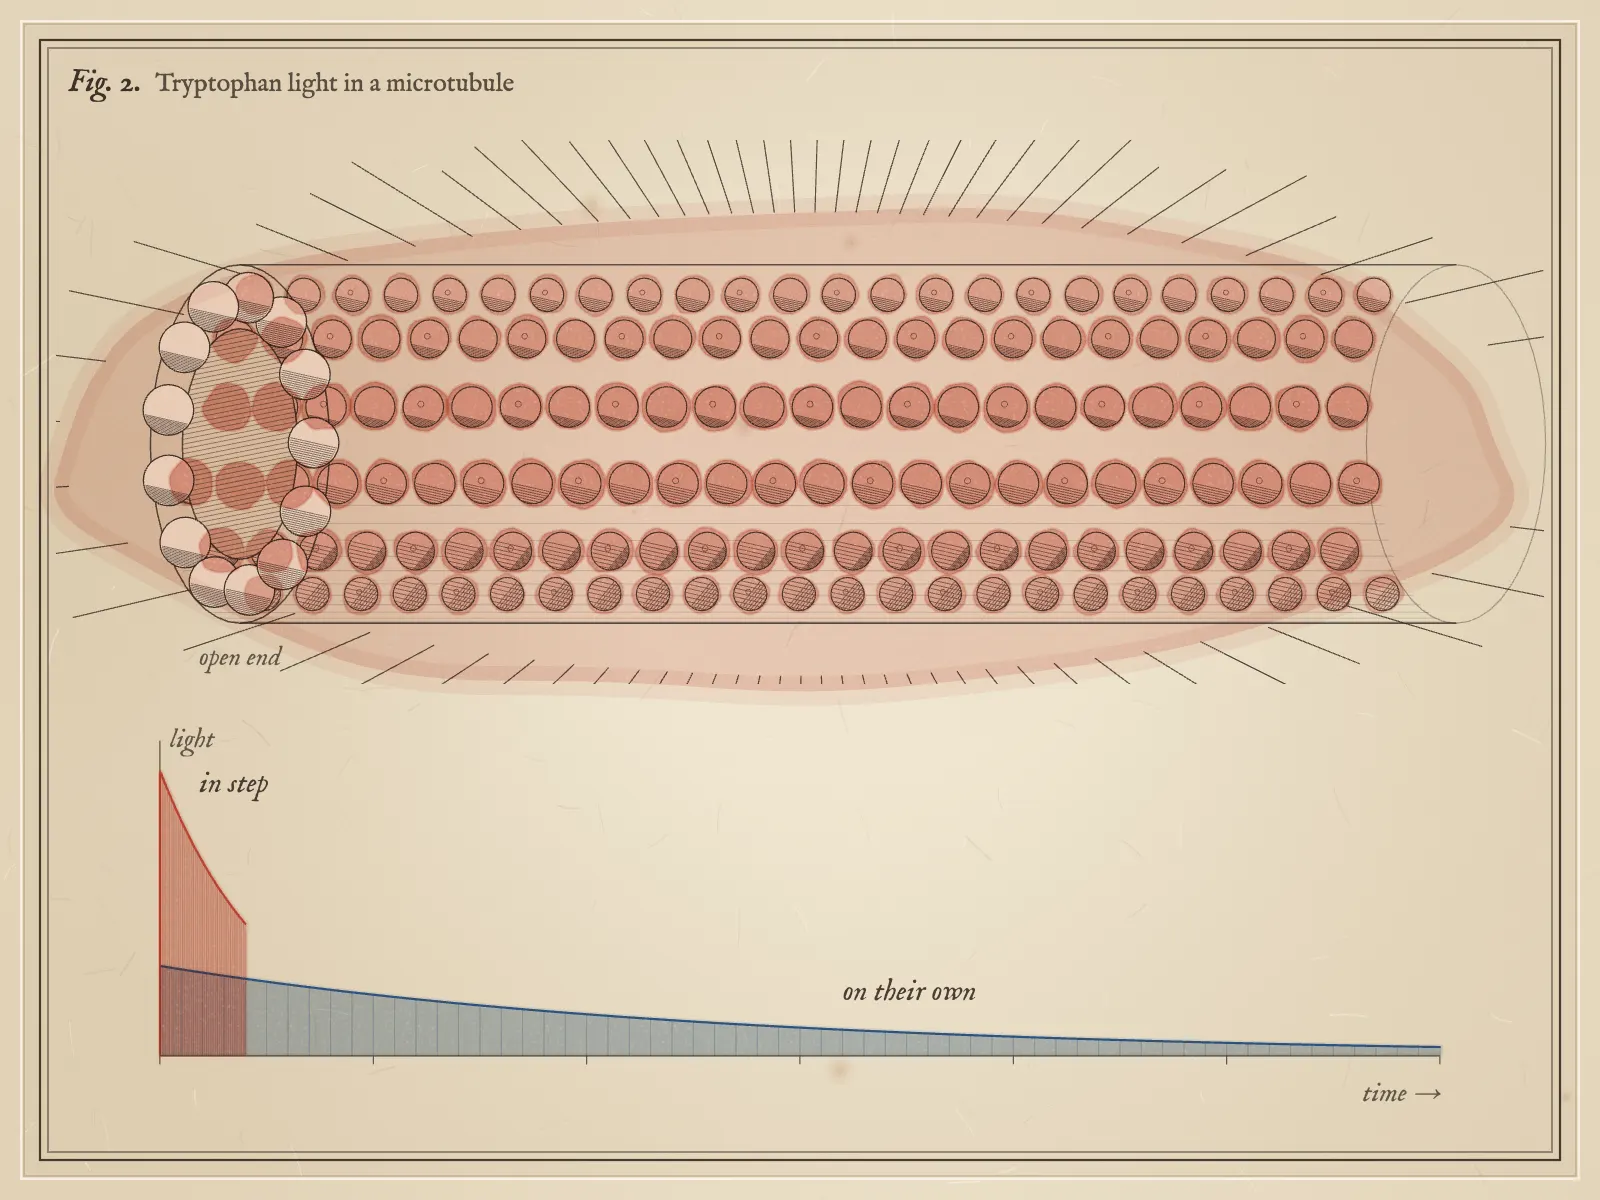 Fig. 2. Tryptophan light in a microtubule
open end
light
in step
on their own
time →